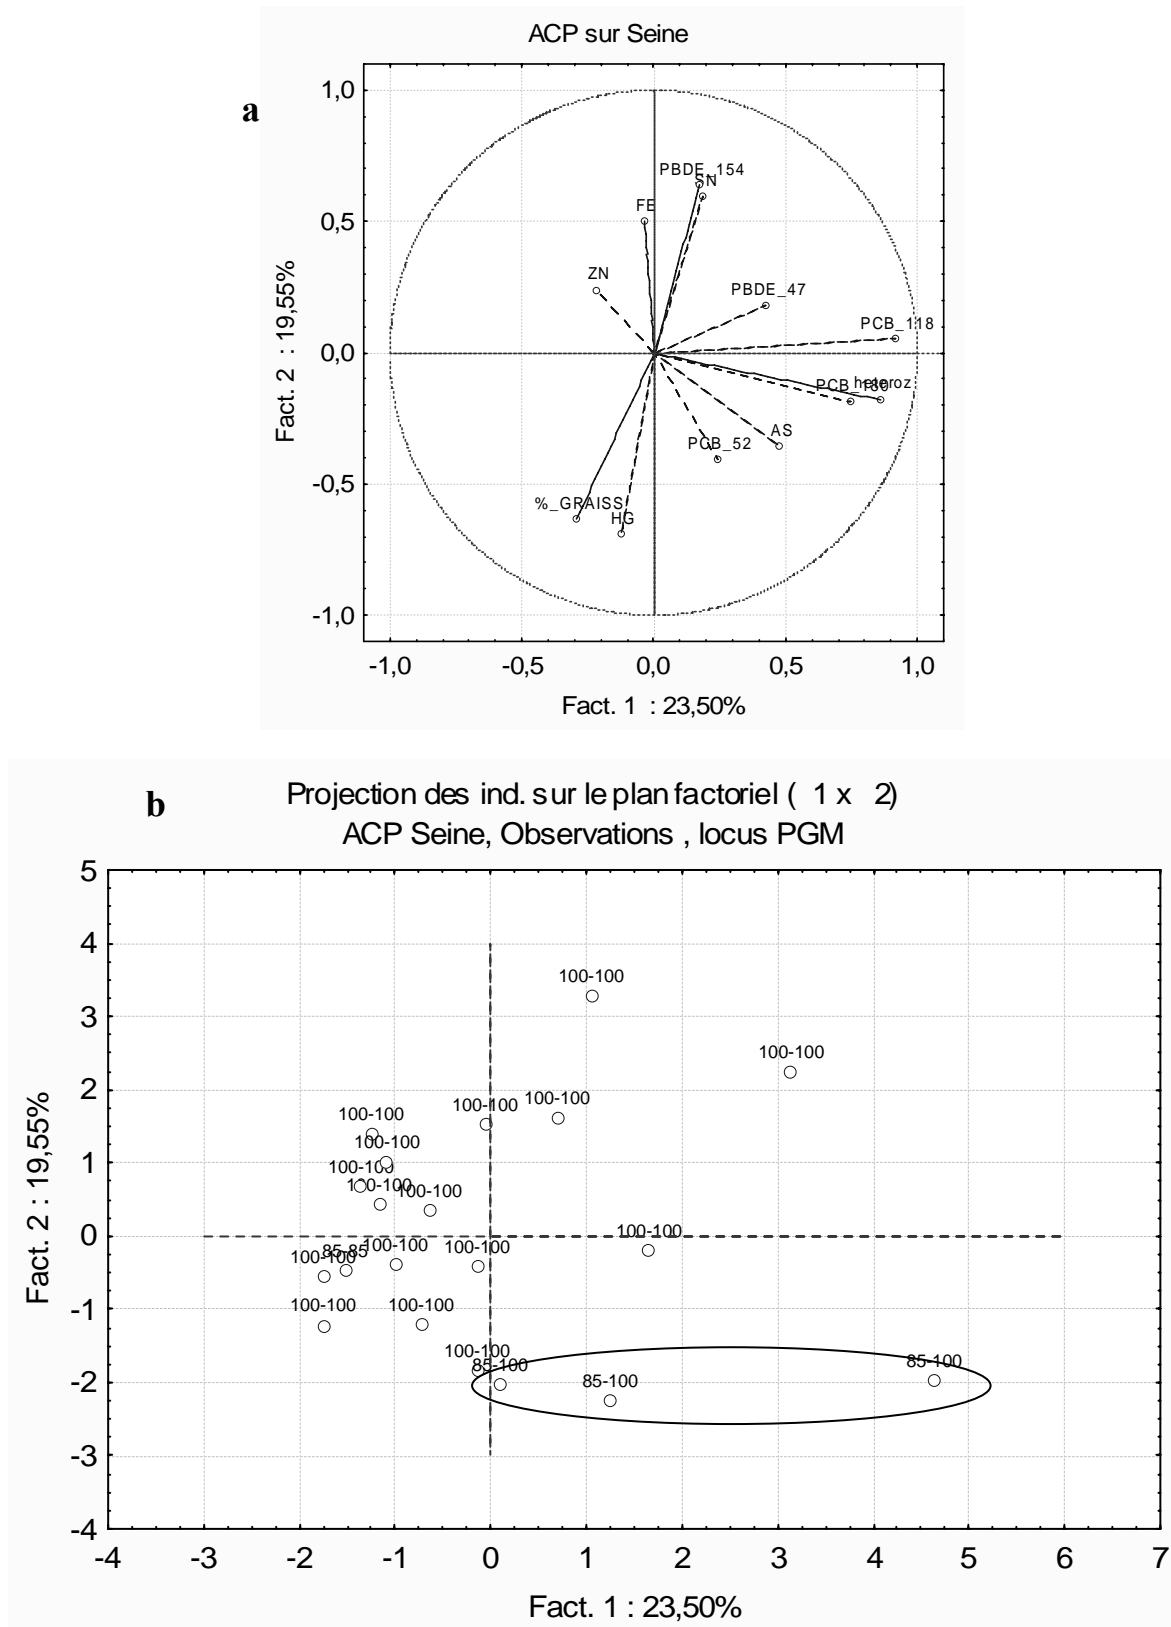 ACP sur Seine
a
1,0
PBDE_154
SN
FE
0,5
ZN
PBDE_47
PCB_118
0,0
PCB_180
heteroz
AS
PCB_52
-0,5
%_GRAISS
HG
-1,0
-1,0 -0,5 0,0 0,5 1,0
Fact. 2 : 19,55%
Fact. 1 : 23,50%
b
Projection des ind. sur le plan factoriel ( 1 x 2)
ACP Seine, Observations , locus PGM
5
4
100-100
3
100-100
2
100-100
100-100
100-100
100-100
1
100-100
100-100
100-100
0
100-100
100-100
100-100
85-85
100-100
-1
100-100
100-100
100-100
85-100
85-100
-2
85-100
-3
-4
-4 -3 -2 -1 0 1 2 3 4 5 6 7
Fact. 2 : 19,55%
Fact. 1 : 23,50%